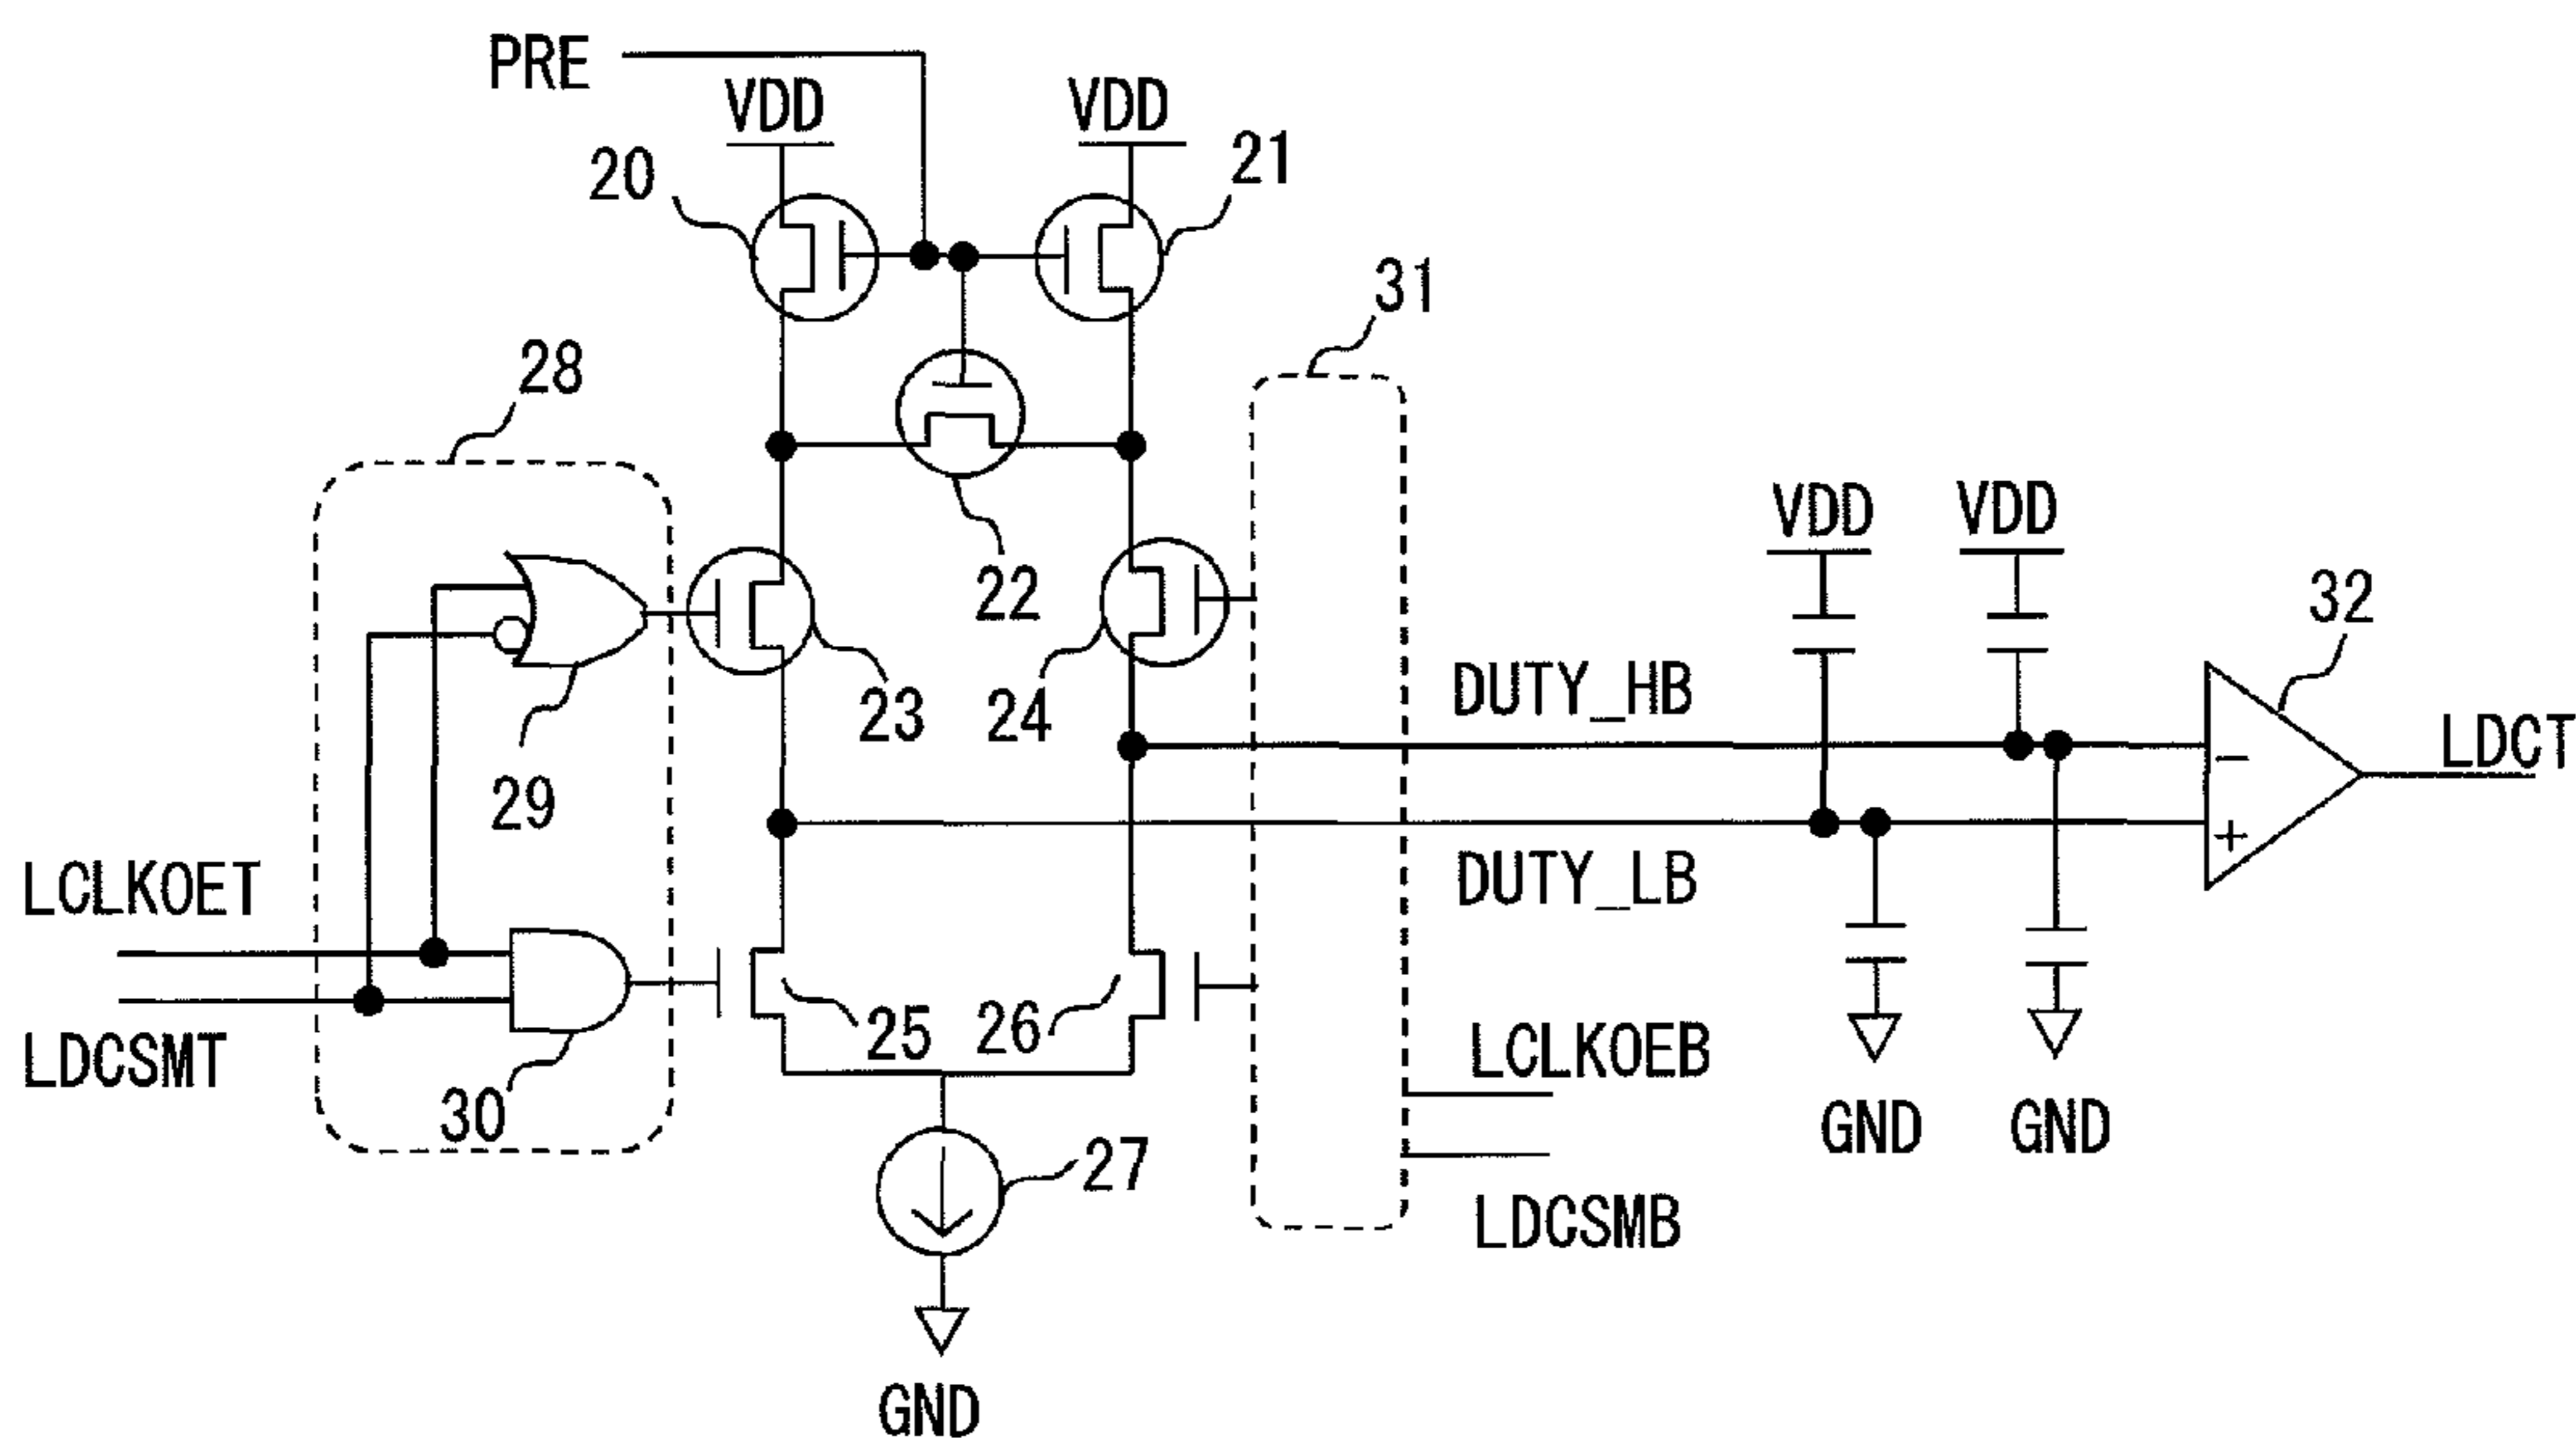 PRE
VDD
VDD
20
21
31
28
22
VDD
VDD
32
23
24
DUTY_HB
LDCT
29
−
+
LCLKOET
DUTY_LB
LDCSMT
25
26
30
LCLKOEB
27
GND
GND
LDCSMB
GND